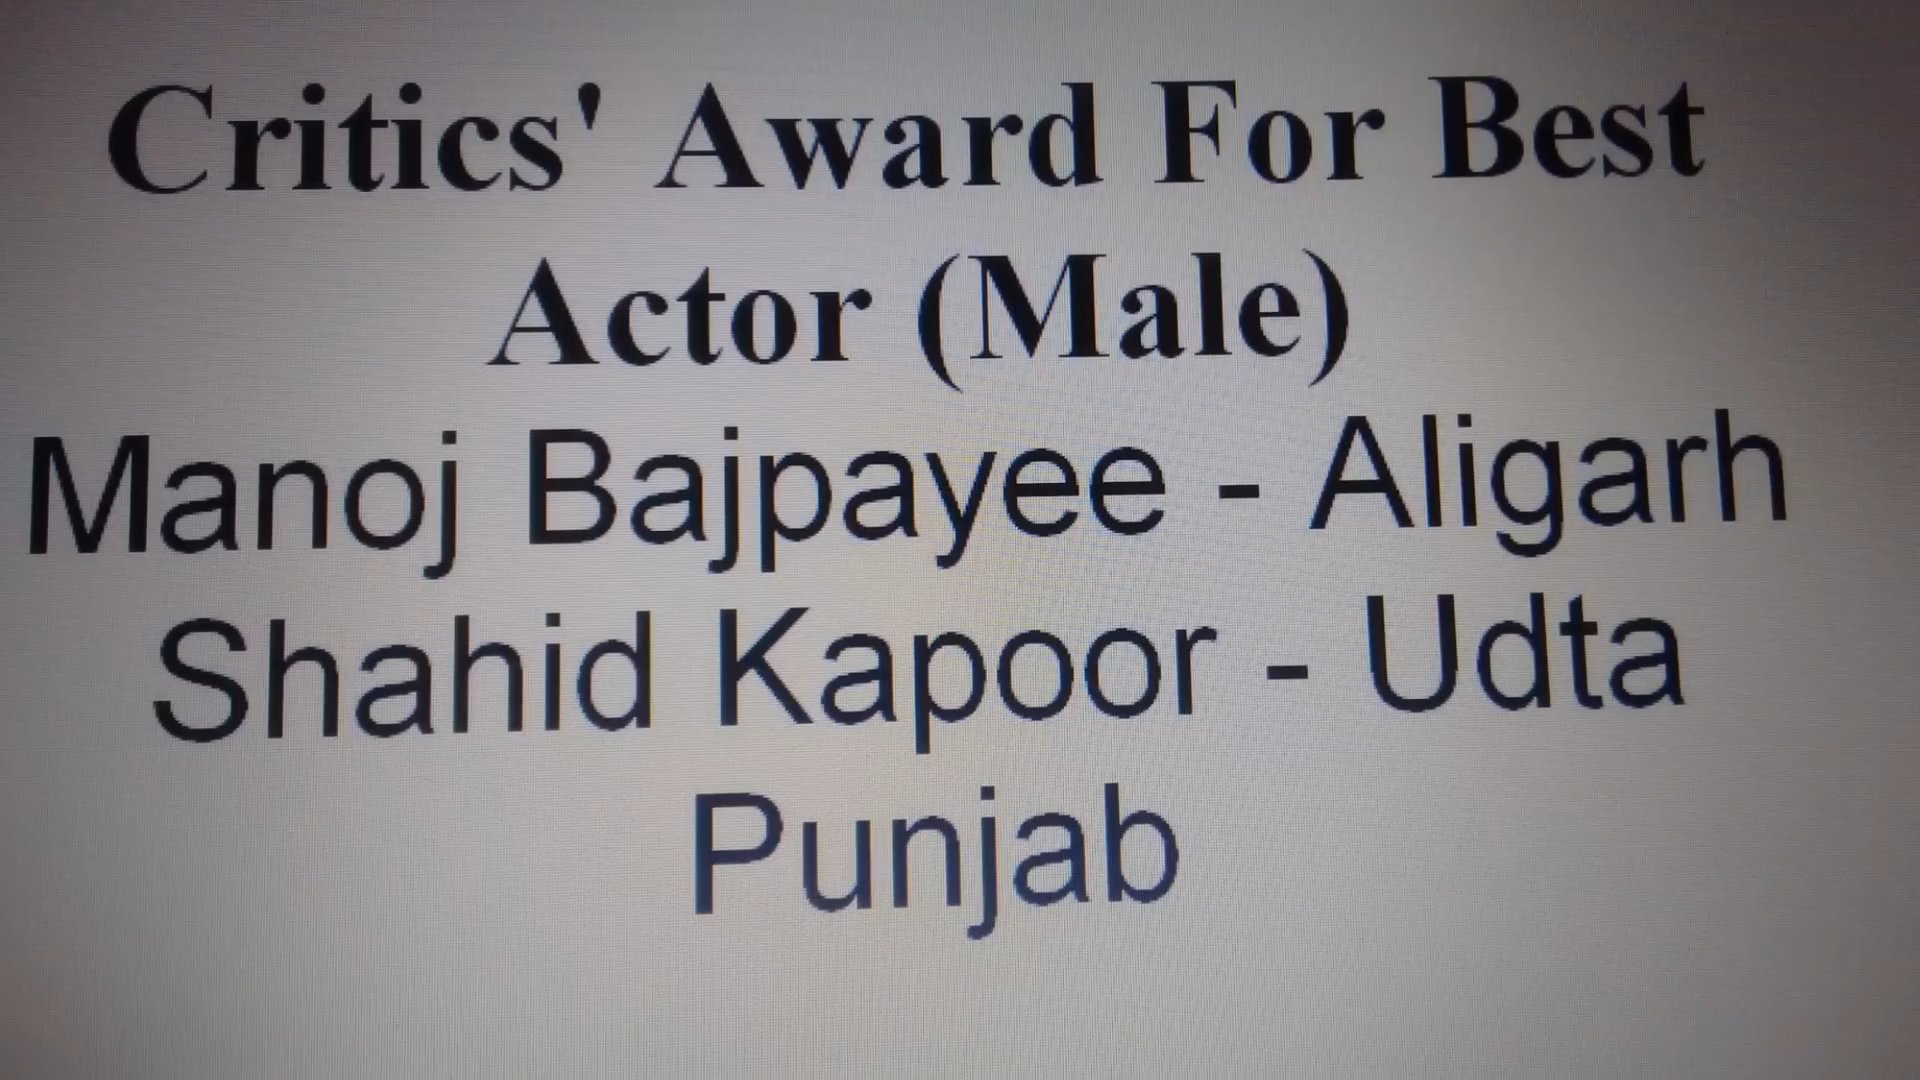 Critics' Award For Best
Actor (Male)
Manoj Bajpayee - Aligarh
Shahid Kapoor - Udta
Punjab